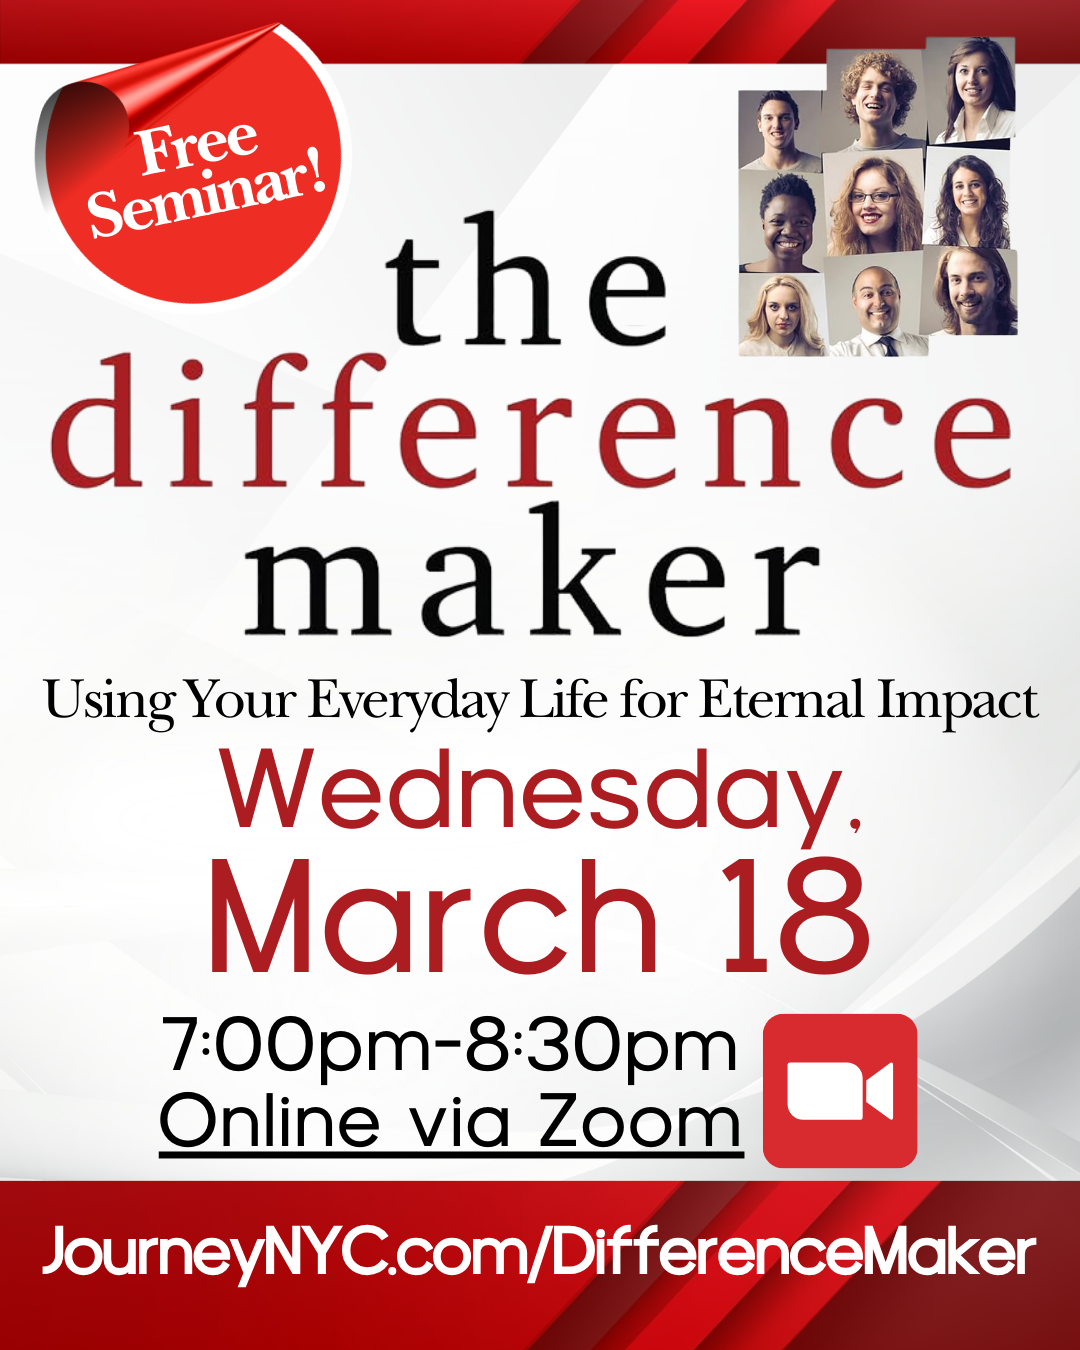 Free
Seminar!
the
difference
maker
Using Your Everyday Life for Eternal Impact
Wednesday,
March 18
7:00pm-8:30pm
Online via Zoom
JourneyNYC.com/DifferenceMaker